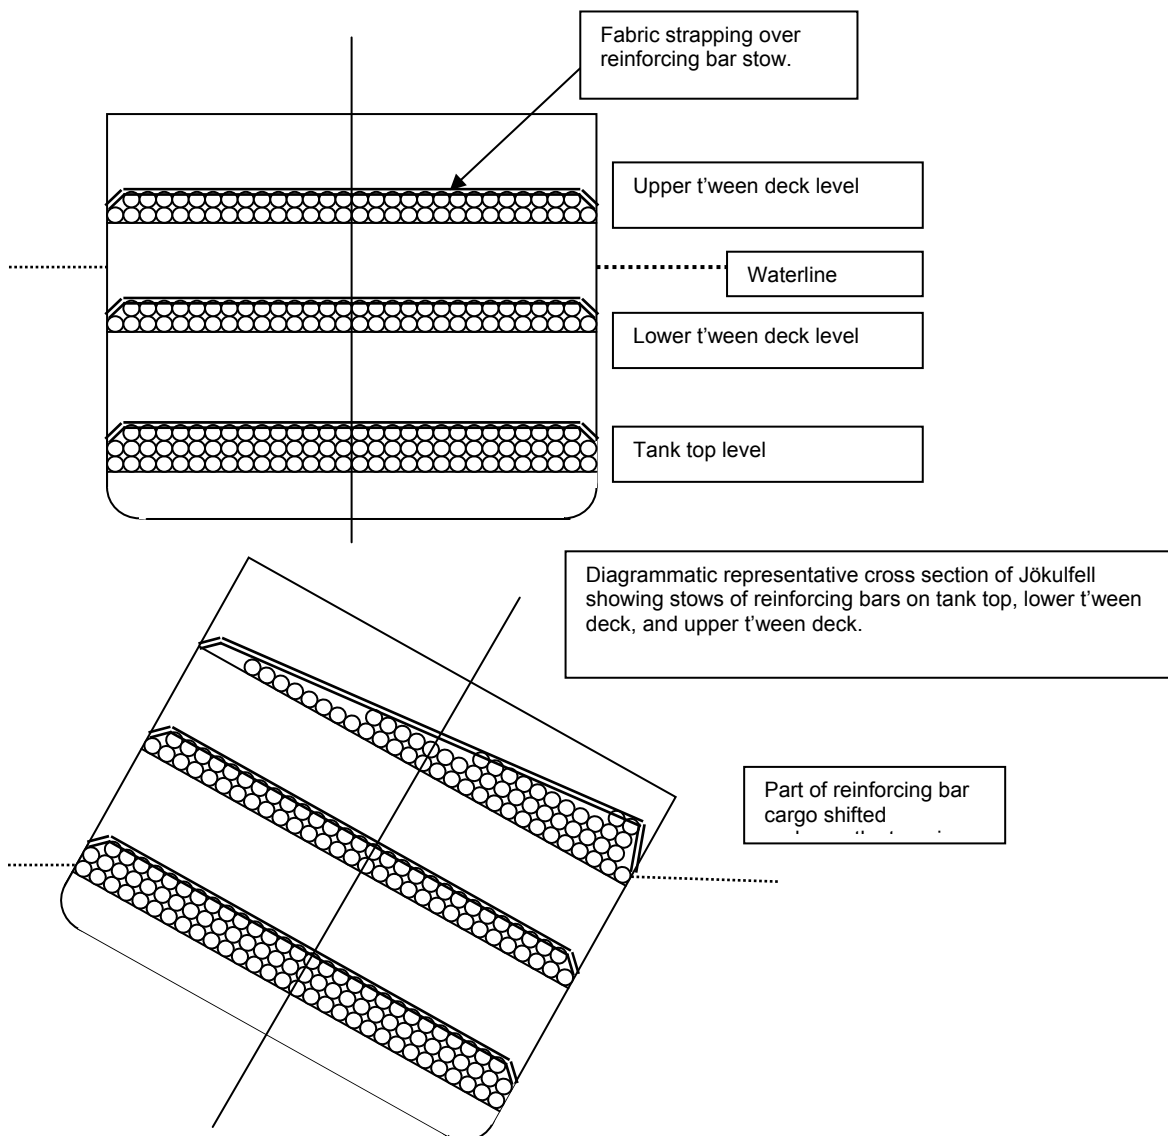 Fabric strapping over
reinforcing bar stow.
Upper t'ween deck level
Waterline
Lower t'ween deck level
Tank top level
Diagrammatic representative cross section of Jökulfell
showing stows of reinforcing bars on tank top, lower t'ween
deck, and upper t'ween deck.
Part of reinforcing bar
cargo shifted